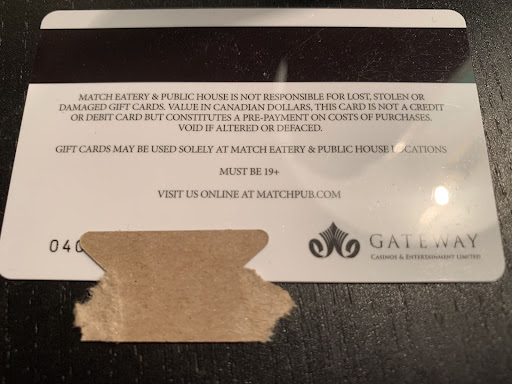 MATCH EATERY & PUBLIC HOUSE IS NOT RESPONSIBLE FOR LOST, STOLEN OR
DAMAGED GIFT CARDS. VALUE IN CANADIAN DOLLARS, THIS CARD IS NOT A CREDIT
OR DEBIT CARD BUT CONSTITUTES A PRE-PAYMENT ON COSTS OF PURCHASES.
VOID IF ALTERED OR DEFACED.
GIFT CARDS MAY BE USED SOLELY AT MATCH EATERY & PUBLIC HOUSE LOCATIONS
MUST BE 19+
VISIT US ONLINE AT MATCHPUB.COM
040
GATEWAY
CASINOS & ENTERTAINMENT LIMITED